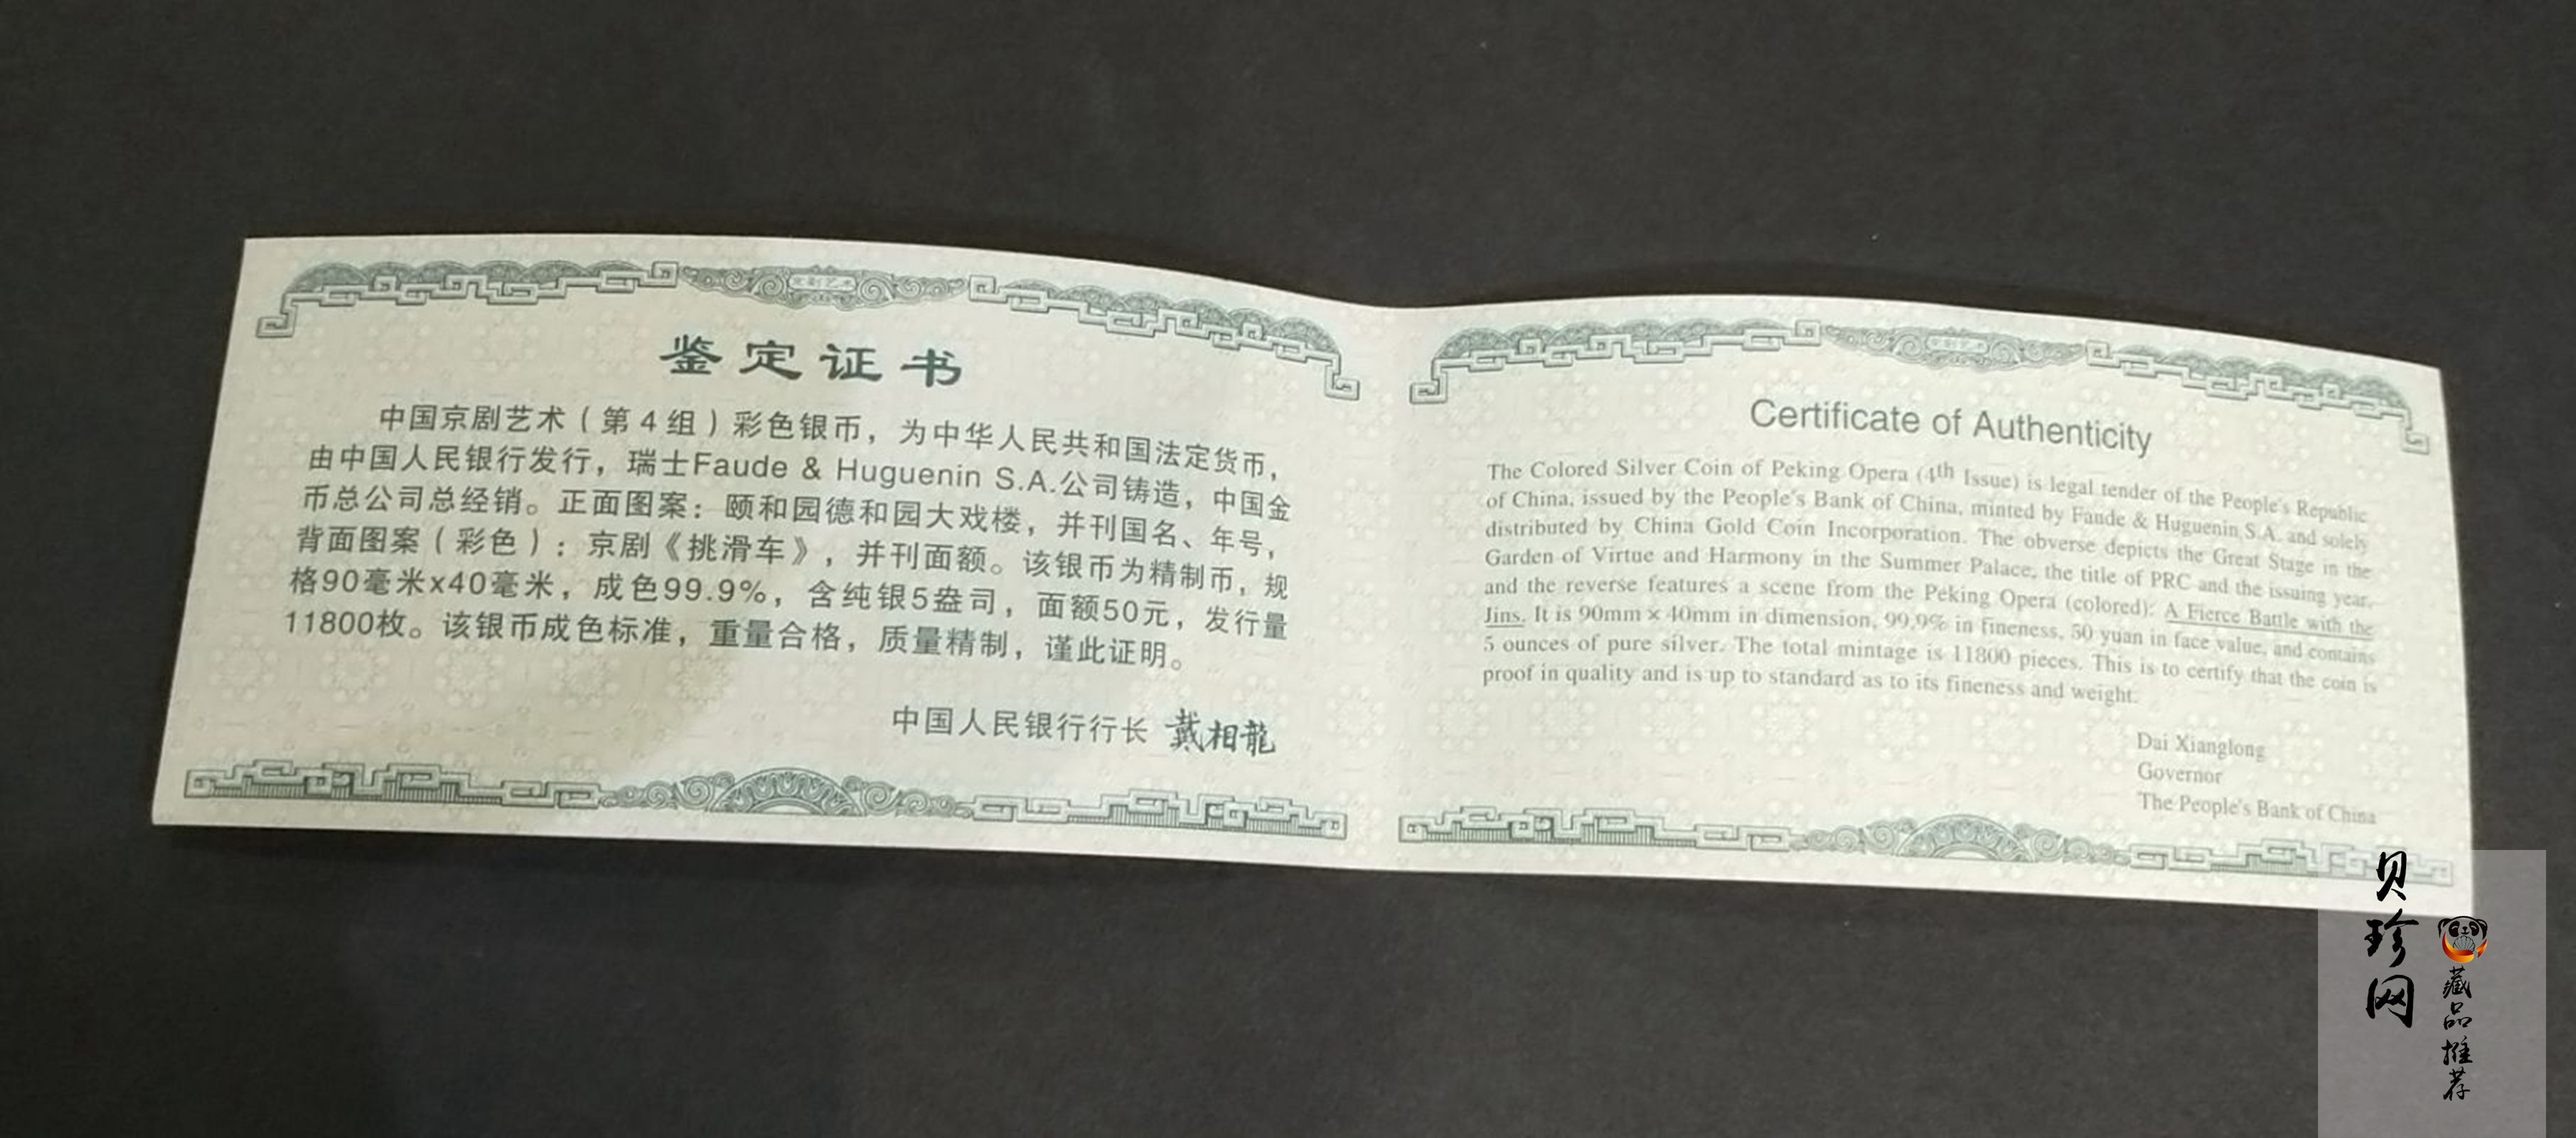 鉴定证书
中国京剧艺术（第4组）彩色银币，为中华人民共和国法定货币，
由中国人民银行发行，瑞士Faude & Huguenin S.A.公司铸造，中国金
币总公司总经销。正面图案：颐和园德和园大戏楼，并刊国名、年号，
背面图案（彩色）：京剧《挑滑车》，并刊面额。该银币为精制币，规
格90毫米x40毫米，成色99.9%，含纯银5盎司，面额50元，发行量
11800枚。该银币成色标准，重量合格，质量精制，谨此证明。
中国人民银行行长 戴相龍
京剧艺术
Certificate of Authenticity
The Colored Silver Coin of Peking Opera (4th Issue) is legal tender of the People's Republic
of China, issued by the People's Bank of China, minted by Faude & Huguenin S.A. and solely
distributed by China Gold Coin Incorporation. The obverse depicts the Great Stage in the
Garden of Virtue and Harmony in the Summer Palace, the title of PRC and the issuing year,
and the reverse features a scene from the Peking Opera (colored): A Fierce Battle with the
Jins. It is 90mm × 40mm in dimension, 99.9% in fineness, 50 yuan in face value, and contains
5 ounces of pure silver. The total mintage is 11800 pieces. This is to certify that the coin is
proof in quality and is up to standard as to its fineness and weight.
Dai Xianglong
Governor
The People's Bank of China
贝珍网
藏品推荐